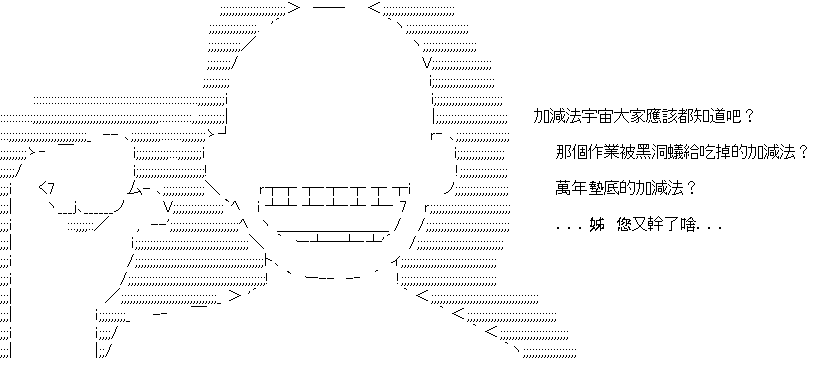 加減法宇宙大家應該都知道吧？
那個作業被黑洞蟻給吃掉的加減法？
萬年墊底的加減法？
...姊 您又幹了啥...